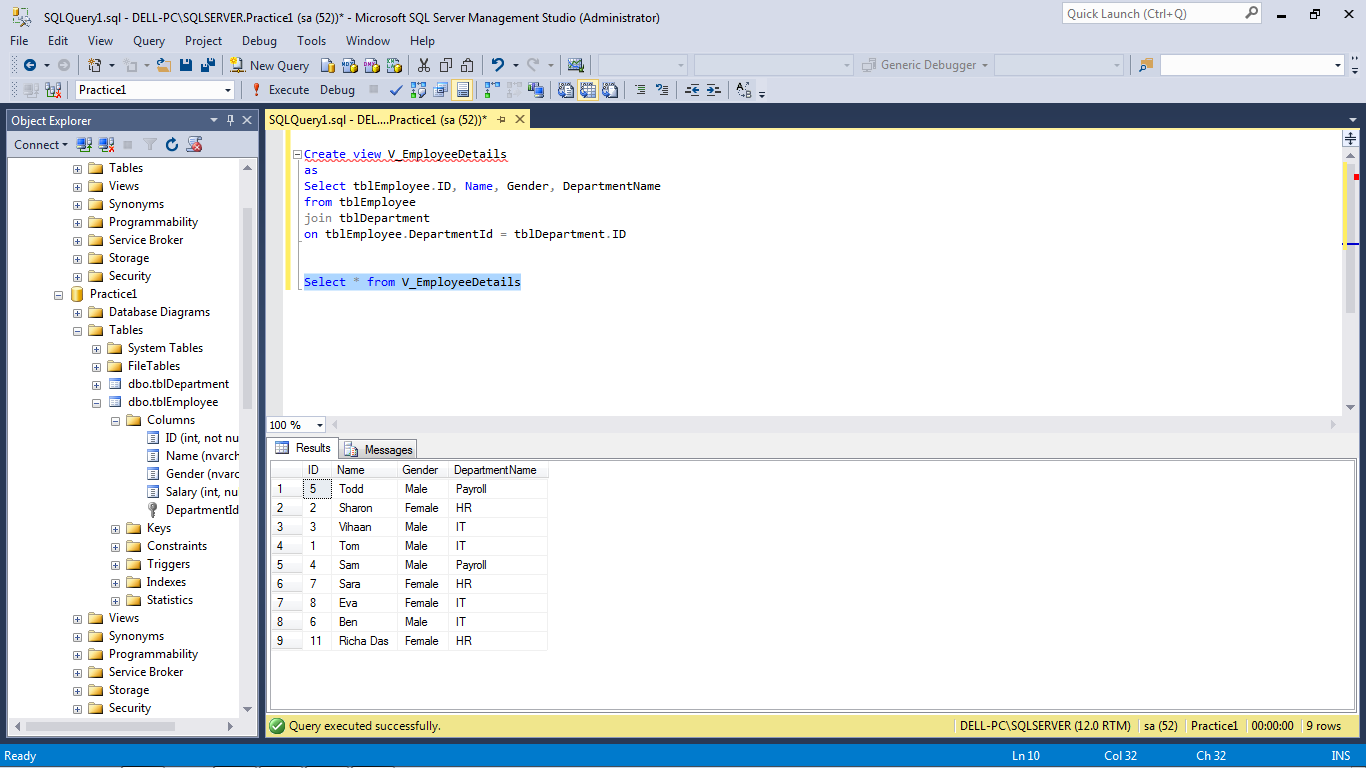 SQLQuery1.sql - DELL-PC\SQLSERVER.Practice1 (sa (52))* - Microsoft SQL Server Management Studio (Administrator)
Quick Launch (Ctrl+Q)
File Edit View Query Project Debug Tools Window Help
New Query
Generic Debugger
Practice1
Execute Debug
Object Explorer
Connect
Tables
Views
Synonyms
Programmability
Service Broker
Storage
Security
Practice1
Database Diagrams
Tables
System Tables
FileTables
dbo.tblDepartment
dbo.tblEmployee
Columns
ID (int, not nu
Name (nvarch
Gender (nvarc
Salary (int, nu
DepartmentId
Keys
Constraints
Triggers
Indexes
Statistics
Views
Synonyms
Programmability
Service Broker
Storage
Security
SQLQuery1.sql - DEL....Practice1 (sa (52))*
Create view V_EmployeeDetails
as
Select tblEmployee.ID, Name, Gender, DepartmentName
from tblEmployee
join tblDepartment
on tblEmployee.DepartmentId = tblDepartment.ID
Select * from V_EmployeeDetails
100 %
Results Messages
ID Name Gender DepartmentName
1 5 Todd Male Payroll
2 2 Sharon Female HR
3 3 Vihaan Male IT
4 1 Tom Male IT
5 4 Sam Male Payroll
6 7 Sara Female HR
7 8 Eva Female IT
8 6 Ben Male IT
9 11 Richa Das Female HR
Query executed successfully.
DELL-PC\SQLSERVER (12.0 RTM) sa (52) Practice1 00:00:00 9 rows
Ready Ln 10 Col 32 Ch 32 INS